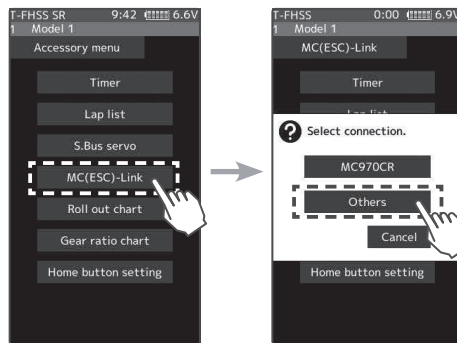 T-FHSS SR 9:42 6.6V
1 Model 1
Accessory menu
Timer
Lap list
S.Bus servo
MC(ESC)-Link
Roll out chart
Gear ratio chart
Home button setting
T-FHSS 0:00 6.9V
1 Model 1
MC(ESC)-Link
Timer
Lap list
Select connection.
MC970CR
Others
Cancel
Home button setting